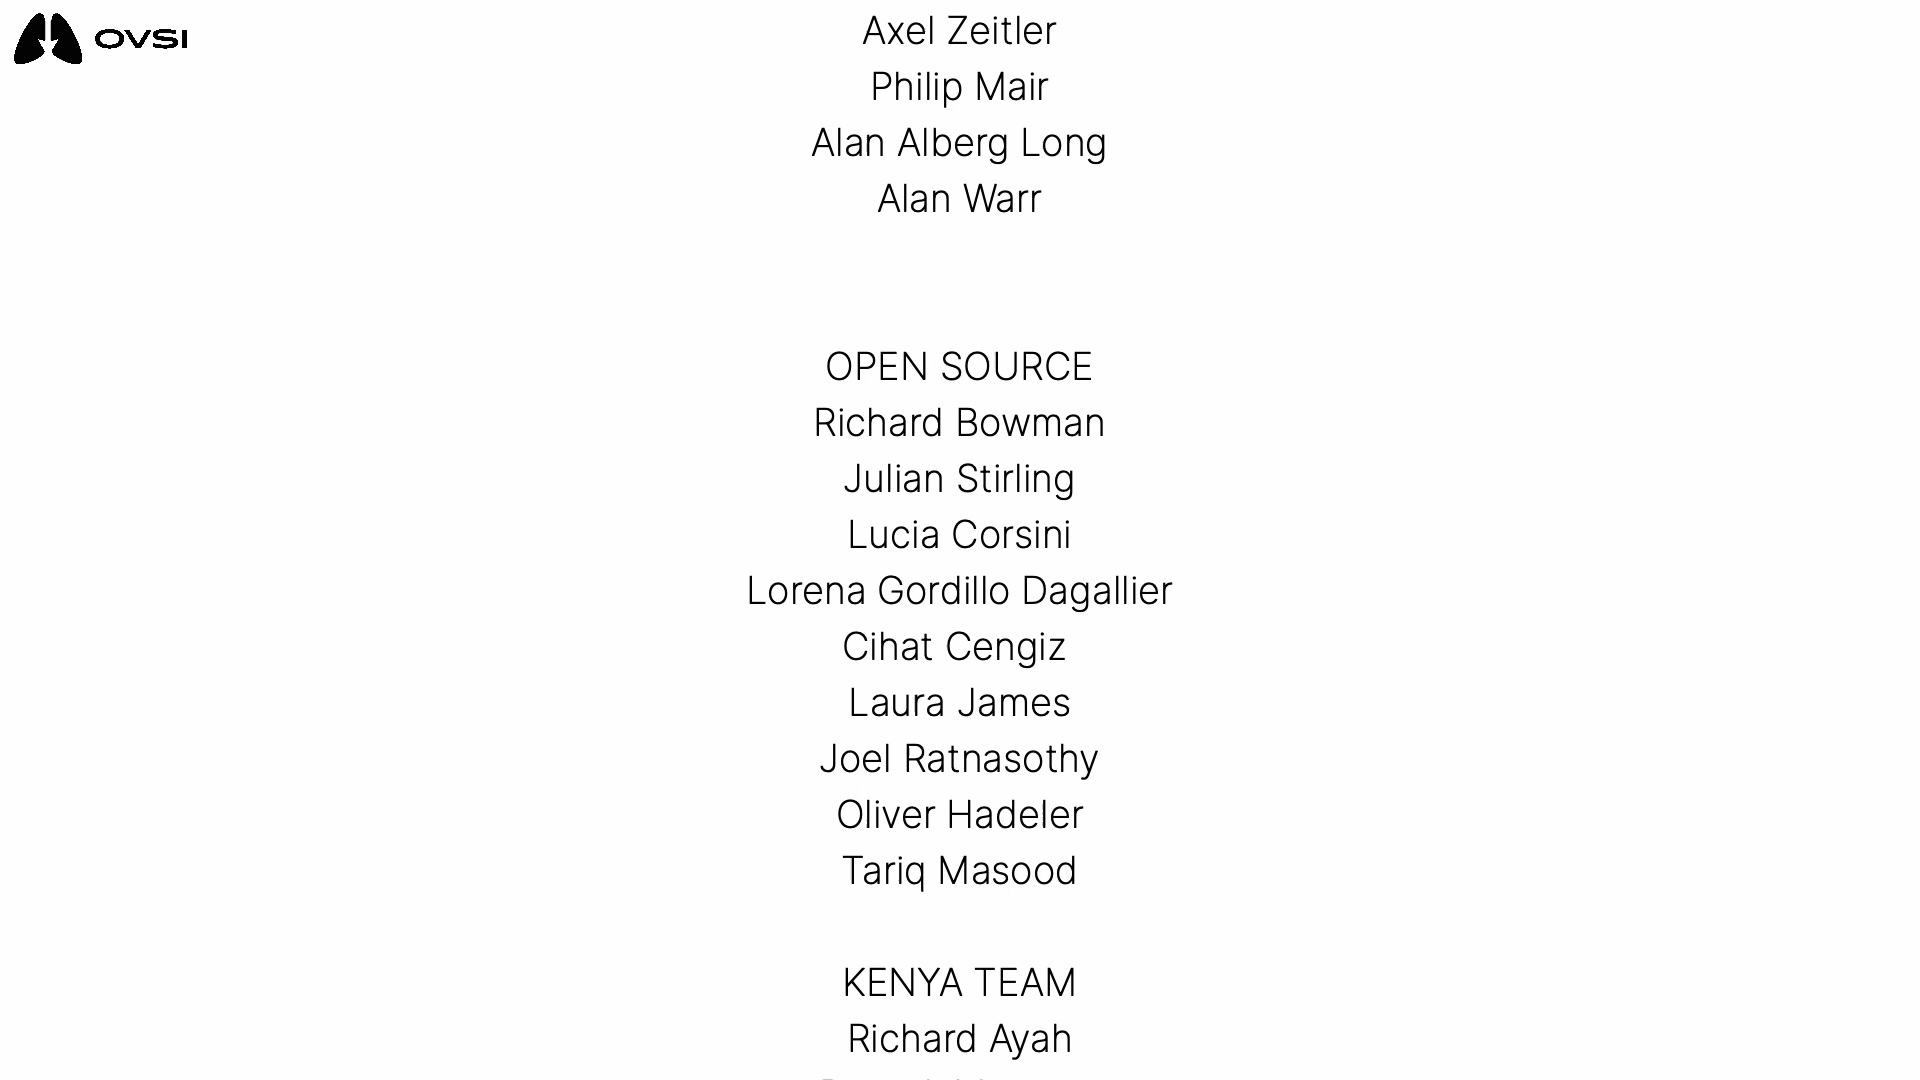 OVSI
Axel Zeitler
Philip Mair
Alan Alberg Long
Alan Warr
OPEN SOURCE
Richard Bowman
Julian Stirling
Lucia Corsini
Lorena Gordillo Dagallier
Cihat Cengiz
Laura James
Joel Ratnasothy
Oliver Hadeler
Tariq Masood
KENYA TEAM
Richard Ayah